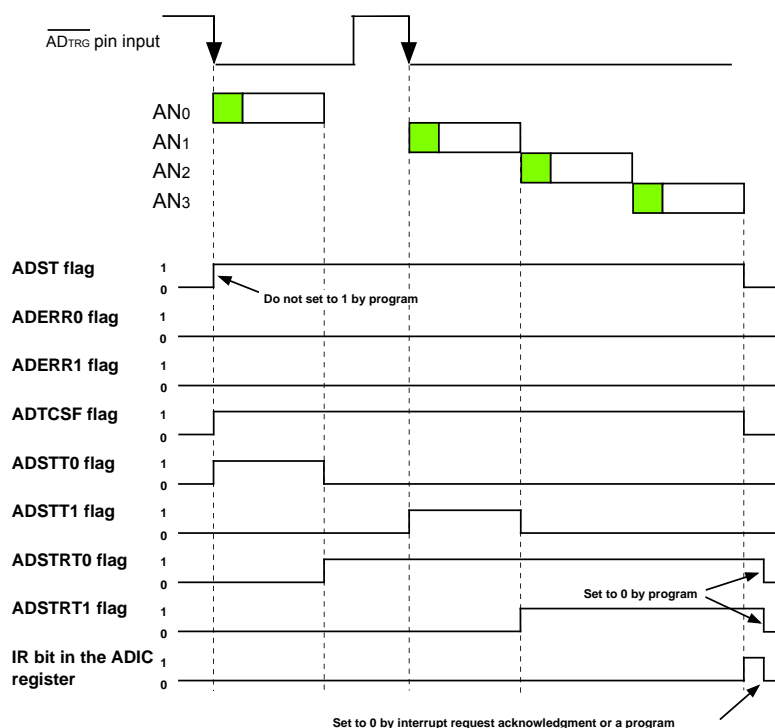 ADTRG pin input
AN0
AN1
AN2
AN3
ADST flag
1
0
Do not set to 1 by program
ADERR0 flag
1
0
ADERR1 flag
1
0
ADTCSF flag
1
0
ADSTT0 flag
1
0
ADSTT1 flag
1
0
ADSTRT0 flag
1
0
Set to 0 by program
ADSTRT1 flag
1
0
IR bit in the ADIC
register
1
0
Set to 0 by interrupt request acknowledgment or a program